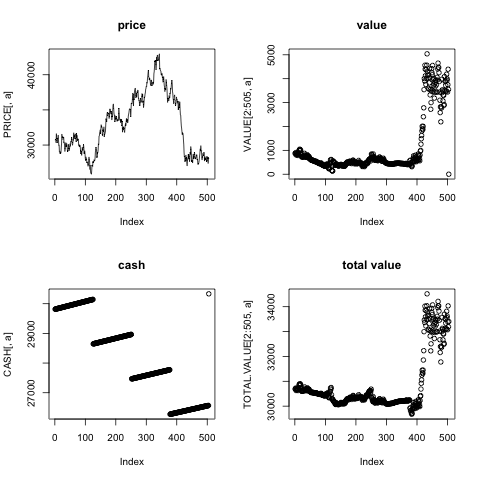 price
PRICE[, a]
30000 40000
0 100 200 300 400 500
Index
value
VALUE[2:505, a]
0 1000 3000 5000
0 100 200 300 400 500
Index
cash
CASH[, a]
27000 29000
0 100 200 300 400 500
Index
total value
TOTAL.VALUE[2:505, a]
30000 32000 34000
0 100 200 300 400 500
Index